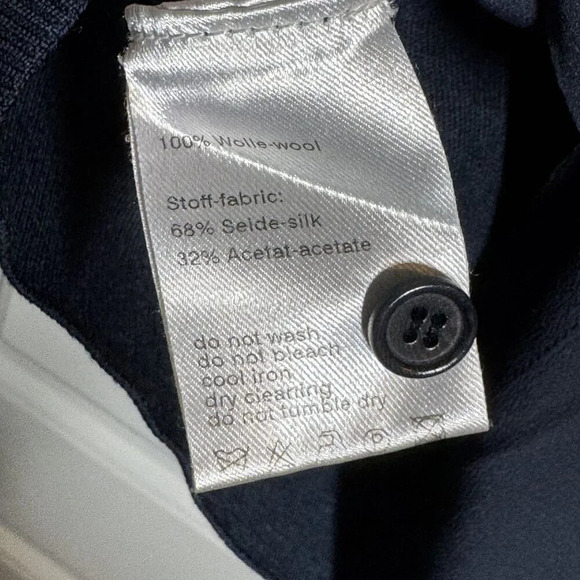 100% Wolle-wool
Stoff-fabric:
68% Seide-silk
32% Acetat-acetate
do not wash
do not bleach
cool iron
dry cleaning
do not tumble dry